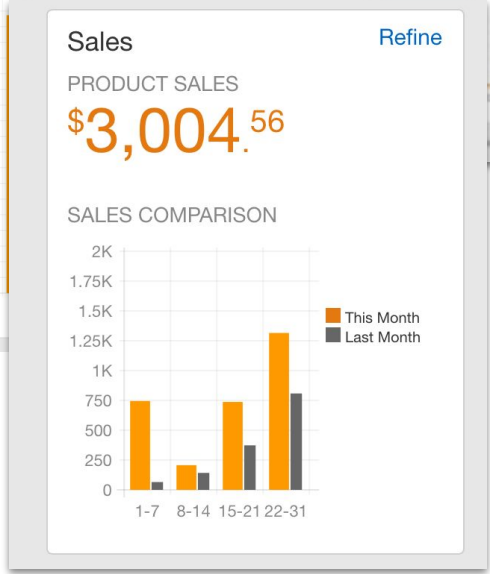 Sales
Refine
PRODUCT SALES
$3,004.56
SALES COMPARISON
2K
1.75K
1.5K
1.25K
1K
750
500
250
0
This Month
Last Month
1-7 8-14 15-21 22-31